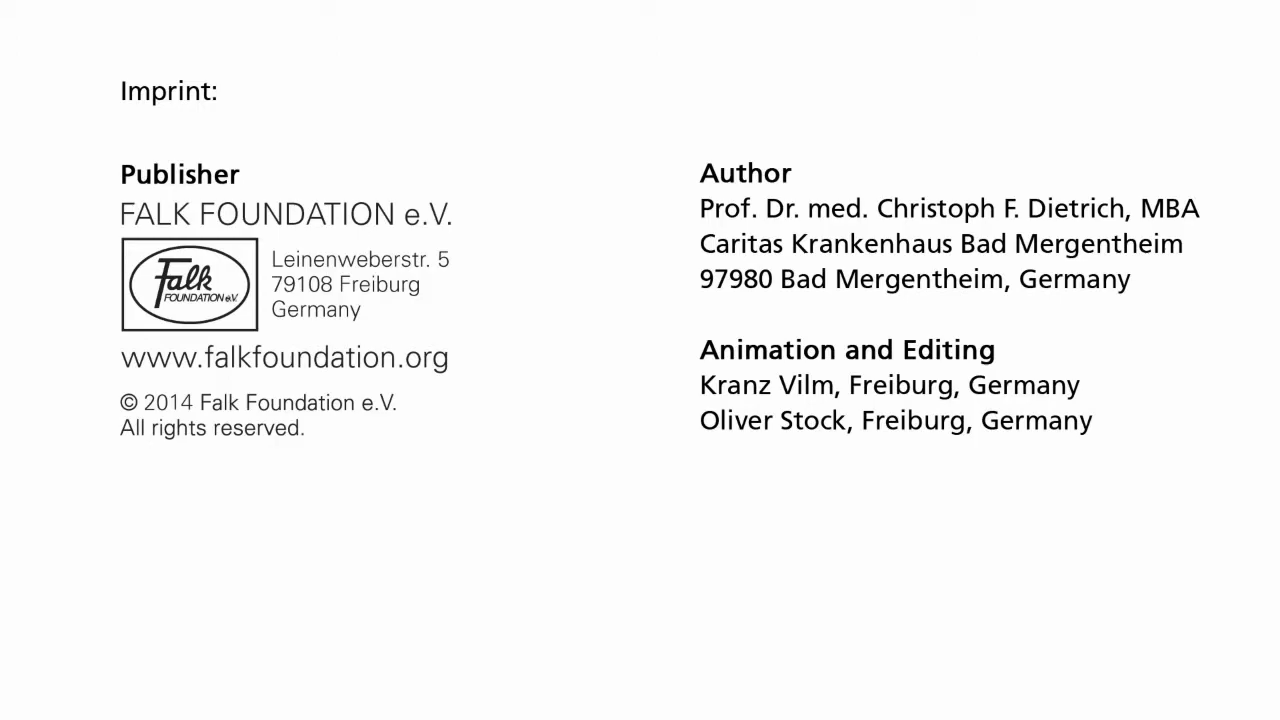 Imprint:
Publisher
FALK FOUNDATION e.V.
Falk
FOUNDATION e.V.
Leinenweberstr. 5
79108 Freiburg
Germany
www.falkfoundation.org
© 2014 Falk Foundation e.V.
All rights reserved.
Author
Prof. Dr. med. Christoph F. Dietrich, MBA
Caritas Krankenhaus Bad Mergentheim
97980 Bad Mergentheim, Germany
Animation and Editing
Kranz Vilm, Freiburg, Germany
Oliver Stock, Freiburg, Germany